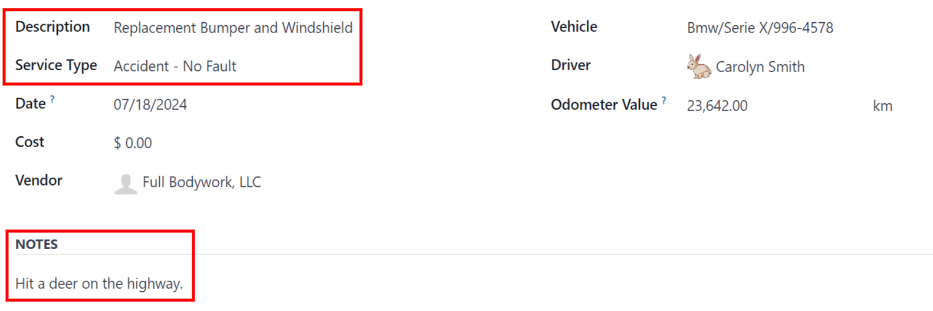 Description Replacement Bumper and Windshield
Service Type Accident - No Fault
Date ? 07/18/2024
Cost $ 0.00
Vendor Full Bodywork, LLC
Vehicle Bmw/Serie X/996-4578
Driver Carolyn Smith
Odometer Value ? 23,642.00 km
NOTES
Hit a deer on the highway.